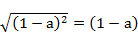 √(1 − a)² = (1 − a)